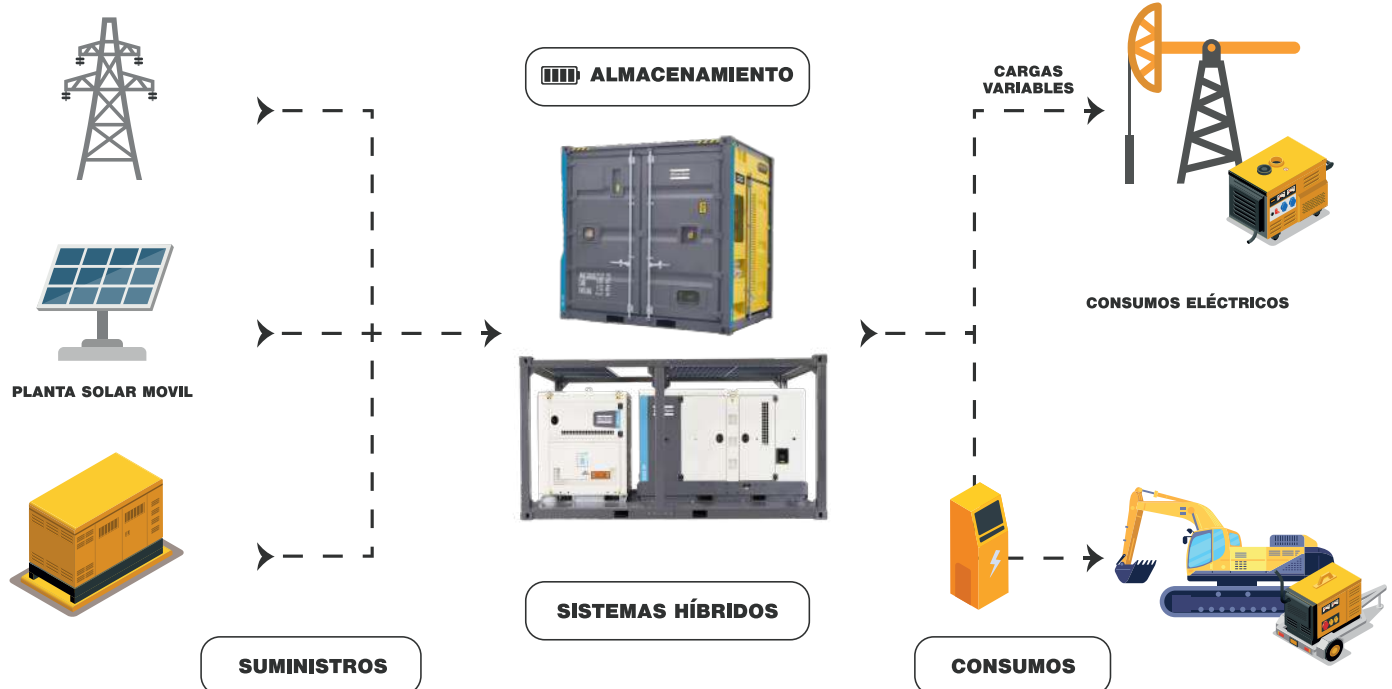 ALMACENAMIENTO
CARGAS
VARIABLES
CONSUMOS ELÉCTRICOS
PLANTA SOLAR MOVIL
SISTEMAS HÍBRIDOS
SUMINISTROS
CONSUMOS